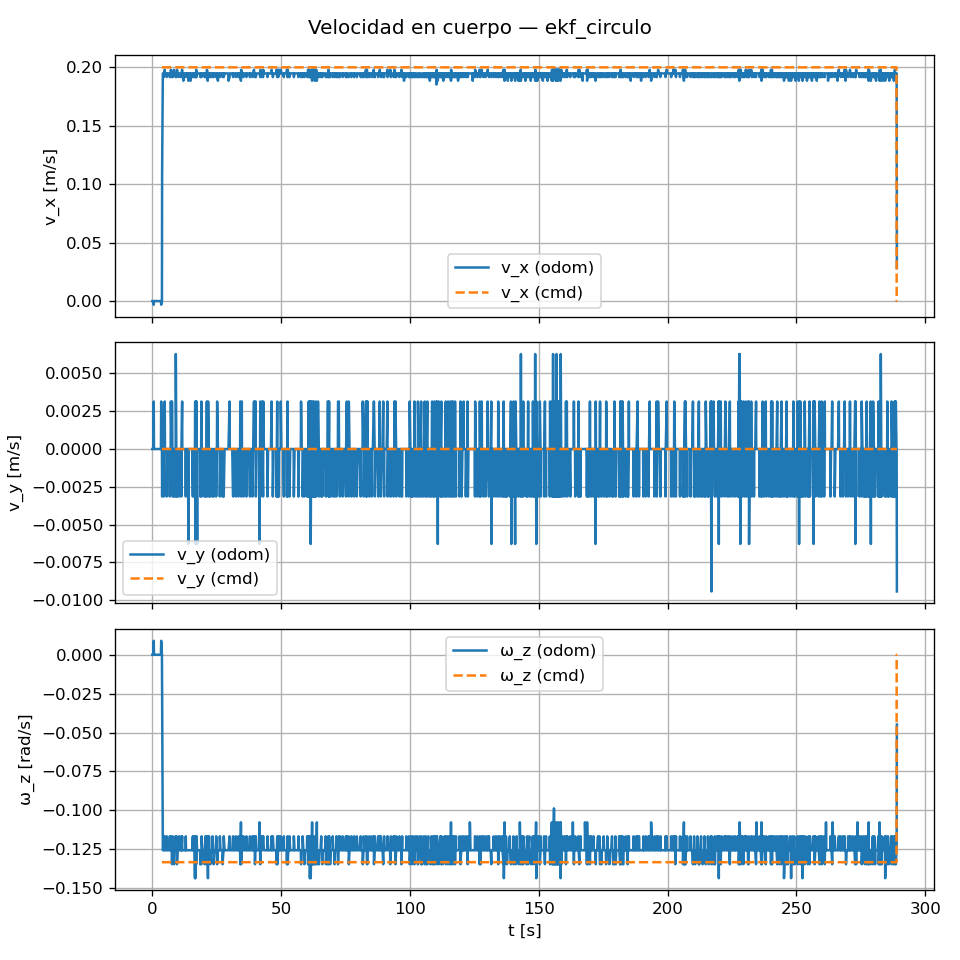 Velocidad en cuerpo — ekf_circulo
0.20
0.15
0.10
0.05
0.00
v_x [m/s]
v_x (odom)
v_x (cmd)
0.0050
0.0025
0.0000
−0.0025
−0.0050
−0.0075
−0.0100
v_y [m/s]
v_y (odom)
v_y (cmd)
0.000
−0.025
−0.050
−0.075
−0.100
−0.125
−0.150
ω_z [rad/s]
ω_z (odom)
ω_z (cmd)
0 50 100 150 200 250 300
t [s]